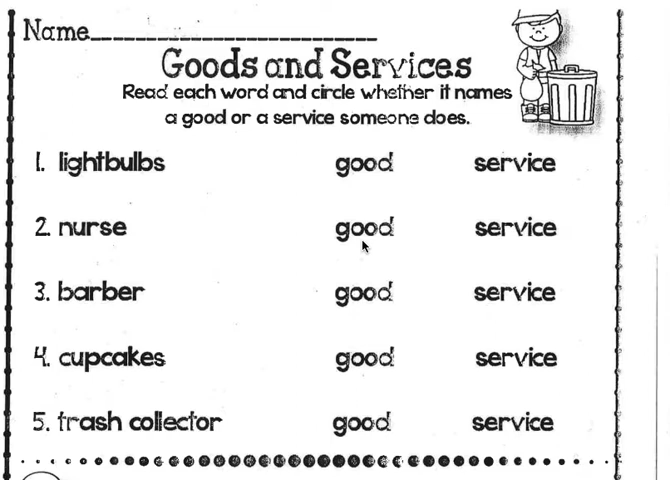 Name
Goods and Services
Read each word and circle whether it names
a good or a service someone does.
1. lightbulbs good service
2. nurse good service
3. barber good service
4. cupcakes good service
5. trash collector good service